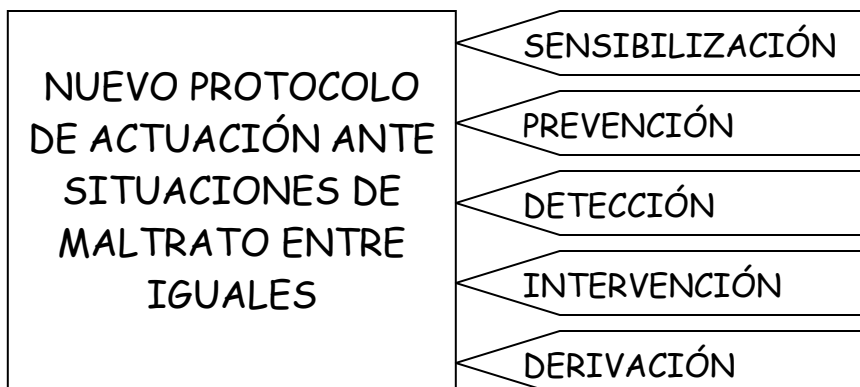 NUEVO PROTOCOLO
DE ACTUACIÓN ANTE
SITUACIONES DE
MALTRATO ENTRE
IGUALES
SENSIBILIZACIÓN
PREVENCIÓN
DETECCIÓN
INTERVENCIÓN
DERIVACIÓN